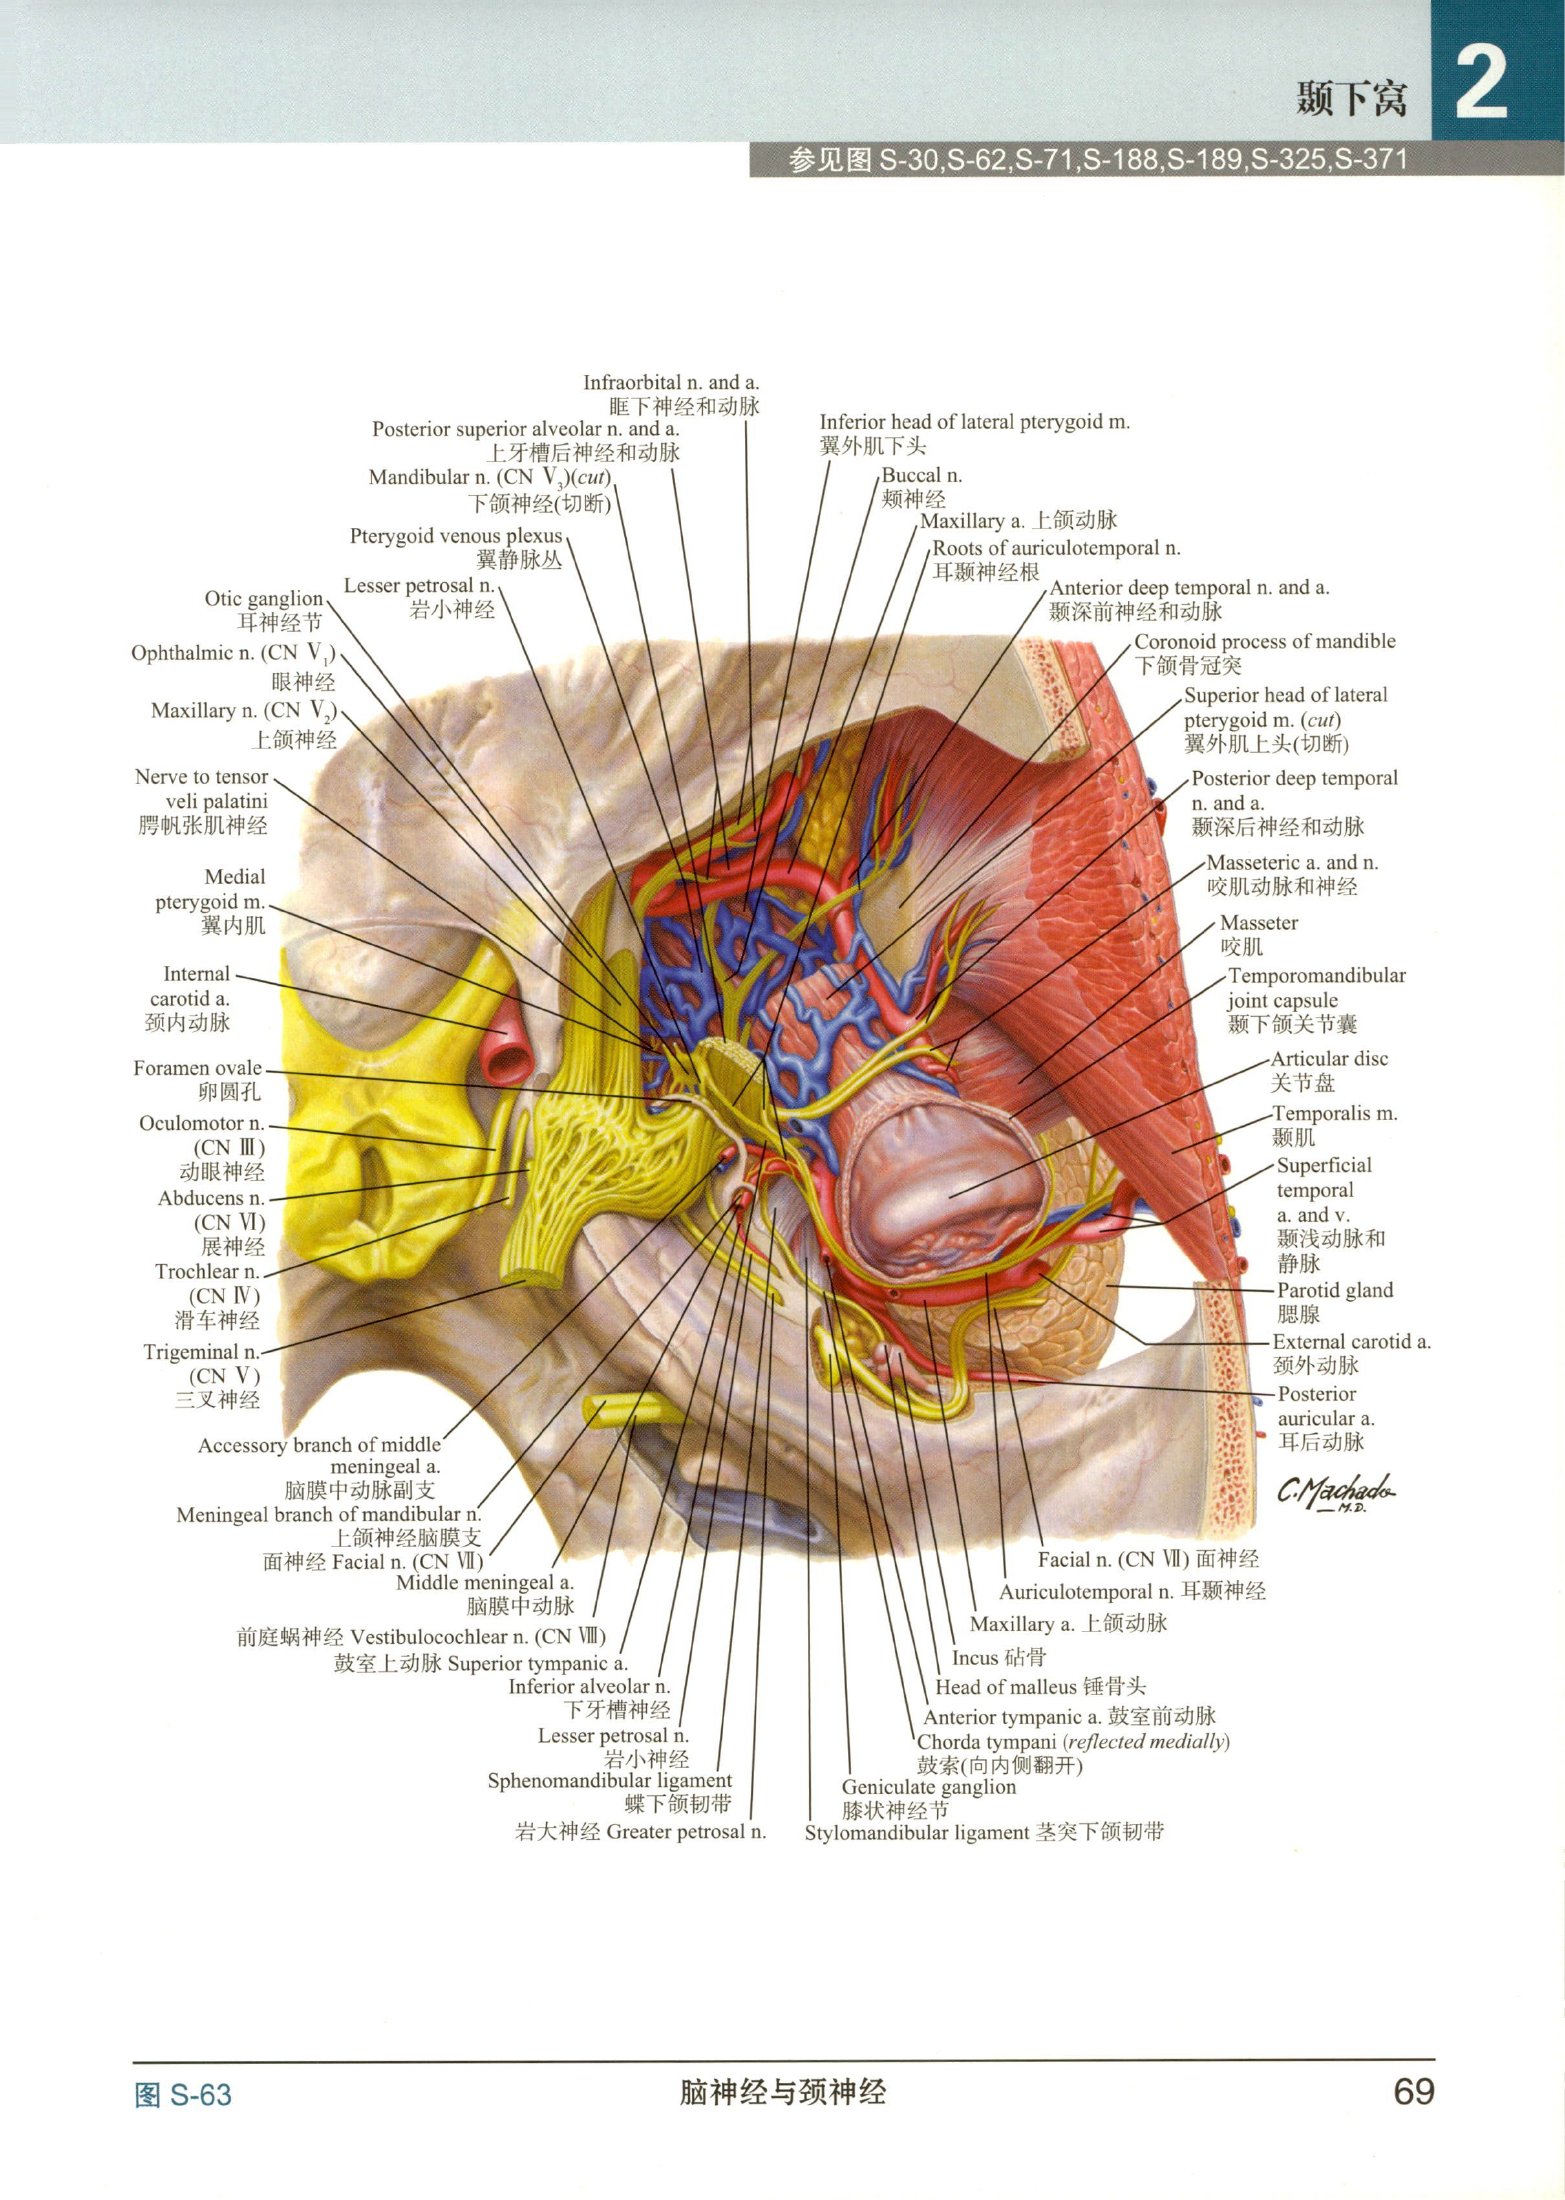 颞下窝
2
参见图 S-30,S-62,S-71,S-188,S-189,S-325,S-371
Infraorbital n. and a.
眶下神经和动脉
Posterior superior alveolar n. and a.
上牙槽后神经和动脉
Mandibular n. (CN V3)(cut)
下颌神经(切断)
Pterygoid venous plexus
翼静脉丛
Lesser petrosal n.
岩小神经
Otic ganglion
耳神经节
Ophthalmic n. (CN V1)
眼神经
Maxillary n. (CN V2)
上颌神经
Nerve to tensor
veli palatini
腭帆张肌神经
Medial
pterygoid m.
翼内肌
Internal
carotid a.
颈内动脉
Foramen ovale
卵圆孔
Oculomotor n.
(CN Ⅲ)
动眼神经
Abducens n.
(CN Ⅵ)
展神经
Trochlear n.
(CN Ⅳ)
滑车神经
Trigeminal n.
(CN Ⅴ)
三叉神经
Accessory branch of middle
meningeal a.
脑膜中动脉副支
Meningeal branch of mandibular n.
上颌神经脑膜支
面神经 Facial n. (CN Ⅶ)
Middle meningeal a.
脑膜中动脉
前庭蜗神经 Vestibulocochlear n. (CN Ⅷ)
鼓室上动脉 Superior tympanic a.
Inferior alveolar n.
下牙槽神经
Lesser petrosal n.
岩小神经
Sphenomandibular ligament
蝶下颌韧带
岩大神经 Greater petrosal n.
Inferior head of lateral pterygoid m.
翼外肌下头
Buccal n.
颊神经
Maxillary a. 上颌动脉
Roots of auriculotemporal n.
耳颞神经根
Anterior deep temporal n. and a.
颞深前神经和动脉
Coronoid process of mandible
下颌骨冠突
Superior head of lateral
pterygoid m. (cut)
翼外肌上头(切断)
Posterior deep temporal
n. and a.
颞深后神经和动脉
Masseteric a. and n.
咬肌动脉和神经
Masseter
咬肌
Temporomandibular
joint capsule
颞下颌关节囊
Articular disc
关节盘
Temporalis m.
颞肌
Superficial
temporal
a. and v.
颞浅动脉和
静脉
Parotid gland
腮腺
External carotid a.
颈外动脉
Posterior
auricular a.
耳后动脉
C.Machado
M.D.
Facial n. (CN Ⅶ) 面神经
Auriculotemporal n. 耳颞神经
Maxillary a. 上颌动脉
Incus 砧骨
Head of malleus 锤骨头
Anterior tympanic a. 鼓室前动脉
Chorda tympani (reflected medially)
鼓索(向内侧翻开)
Geniculate ganglion
膝状神经节
Stylomandibular ligament 茎突下颌韧带
图 S-63
脑神经与颈神经
69